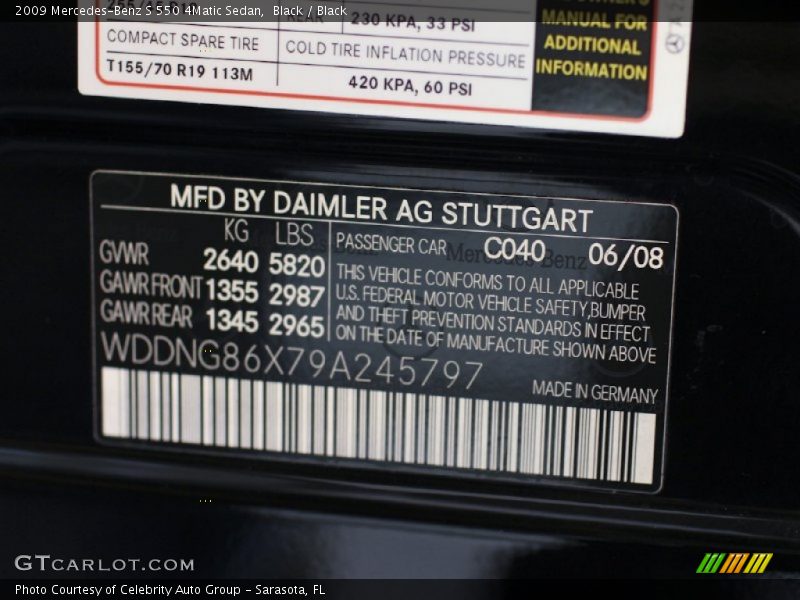 2009 Mercedes-Benz S 550 4Matic Sedan, Black / Black
REAR 230 KPA, 33 PSI
COMPACT SPARE TIRE COLD TIRE INFLATION PRESSURE
T155/70 R19 113M 420 KPA, 60 PSI
MANUAL FOR
ADDITIONAL
INFORMATION
MFD BY DAIMLER AG STUTTGART
KG LBS
GVWR 2640 5820
GAWR FRONT 1355 2987
GAWR REAR 1345 2965
PASSENGER CAR C040 06/08
THIS VEHICLE CONFORMS TO ALL APPLICABLE
U.S. FEDERAL MOTOR VEHICLE SAFETY, BUMPER
AND THEFT PREVENTION STANDARDS IN EFFECT
ON THE DATE OF MANUFACTURE SHOWN ABOVE
WDDNG86X79A245797
MADE IN GERMANY
GTCARLOT.COM
Photo Courtesy of Celebrity Auto Group - Sarasota, FL